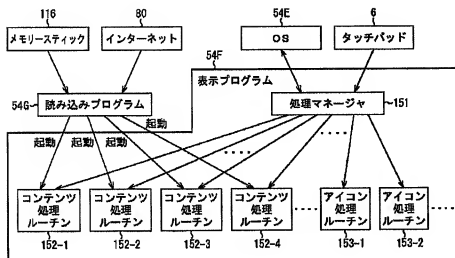 116 80 54E 6
メモリースティック インターネット OS タッチパッド
54F
表示プログラム
54G 読み込みプログラム 処理マネージャ 151
起動 起動 起動 起動
コンテンツ処理ルーチン コンテンツ処理ルーチン コンテンツ処理ルーチン コンテンツ処理ルーチン アイコン処理ルーチン アイコン処理ルーチン
152-1 152-2 152-3 152-4 153-1 153-2